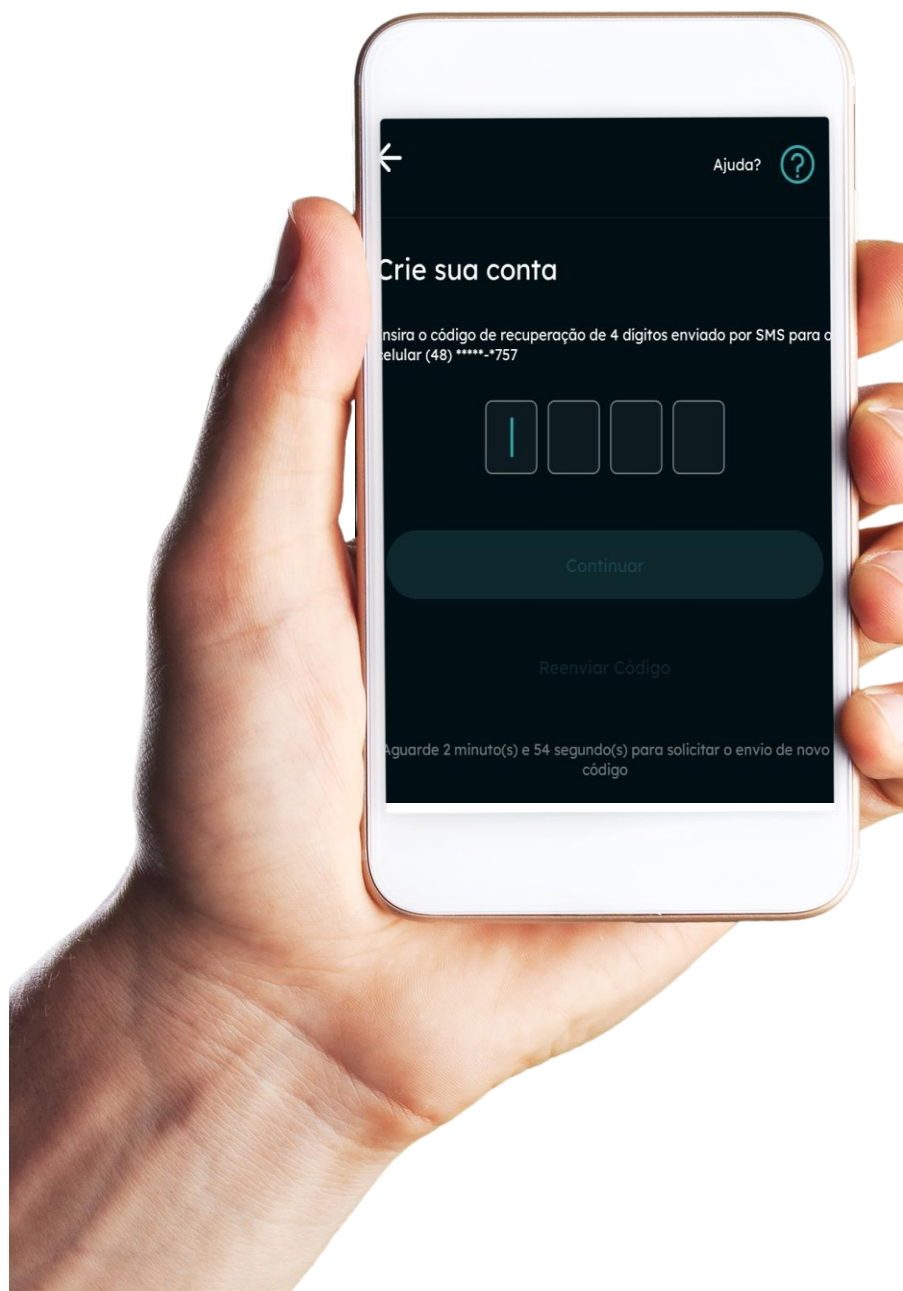 Ajuda? ?
Crie sua conta
nsira o código de recuperação de 4 dígitos enviado por SMS para o
elular (48) *****-*757
Continuar
Reenviar Código
Aguarde 2 minuto(s) e 54 segundo(s) para solicitar o envio de novo
código